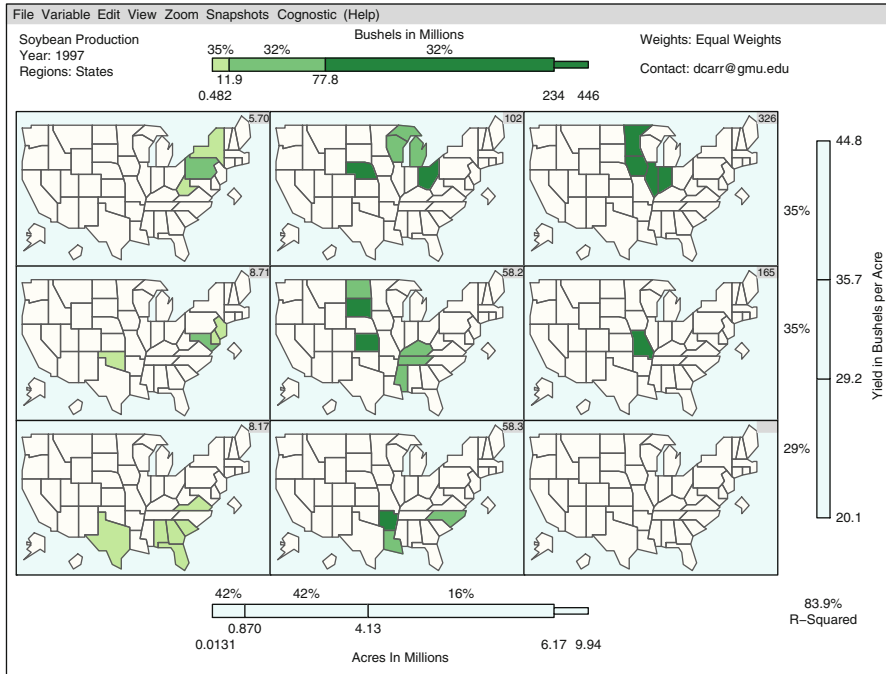 File Variable Edit View Zoom Snapshots Cognostic (Help)
Soybean Production
Year: 1997
Regions: States
Bushels in Millions
35% 32% 32%
11.9 77.8
0.482 234 446
Weights: Equal Weights
Contact: dcarr@gmu.edu
5.70 102 326
8.71 58.2 165
8.17 58.3
44.8
35%
35.7
35%
29.2
29%
20.1
Yield in Bushels per Acre
42% 42% 16%
0.870 4.13
0.0131 6.17 9.94
Acres In Millions
83.9%
R-Squared